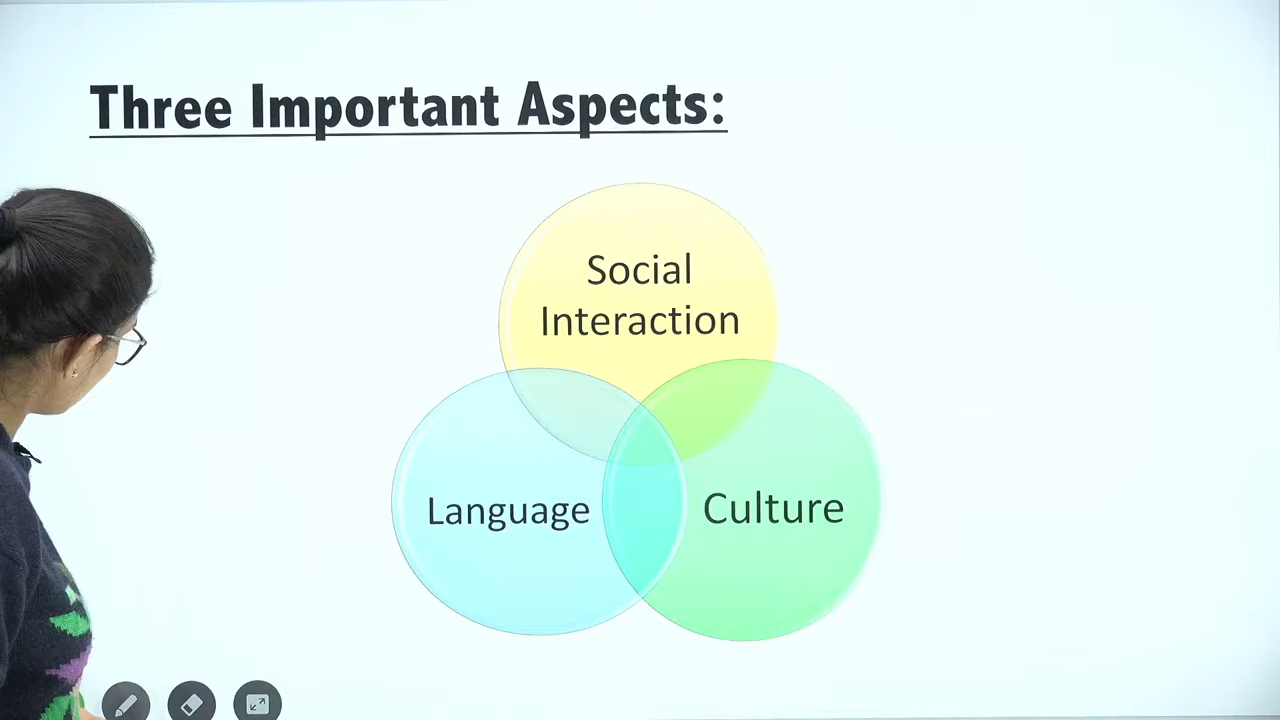 Three Important Aspects:
Social
Interaction
Language
Culture